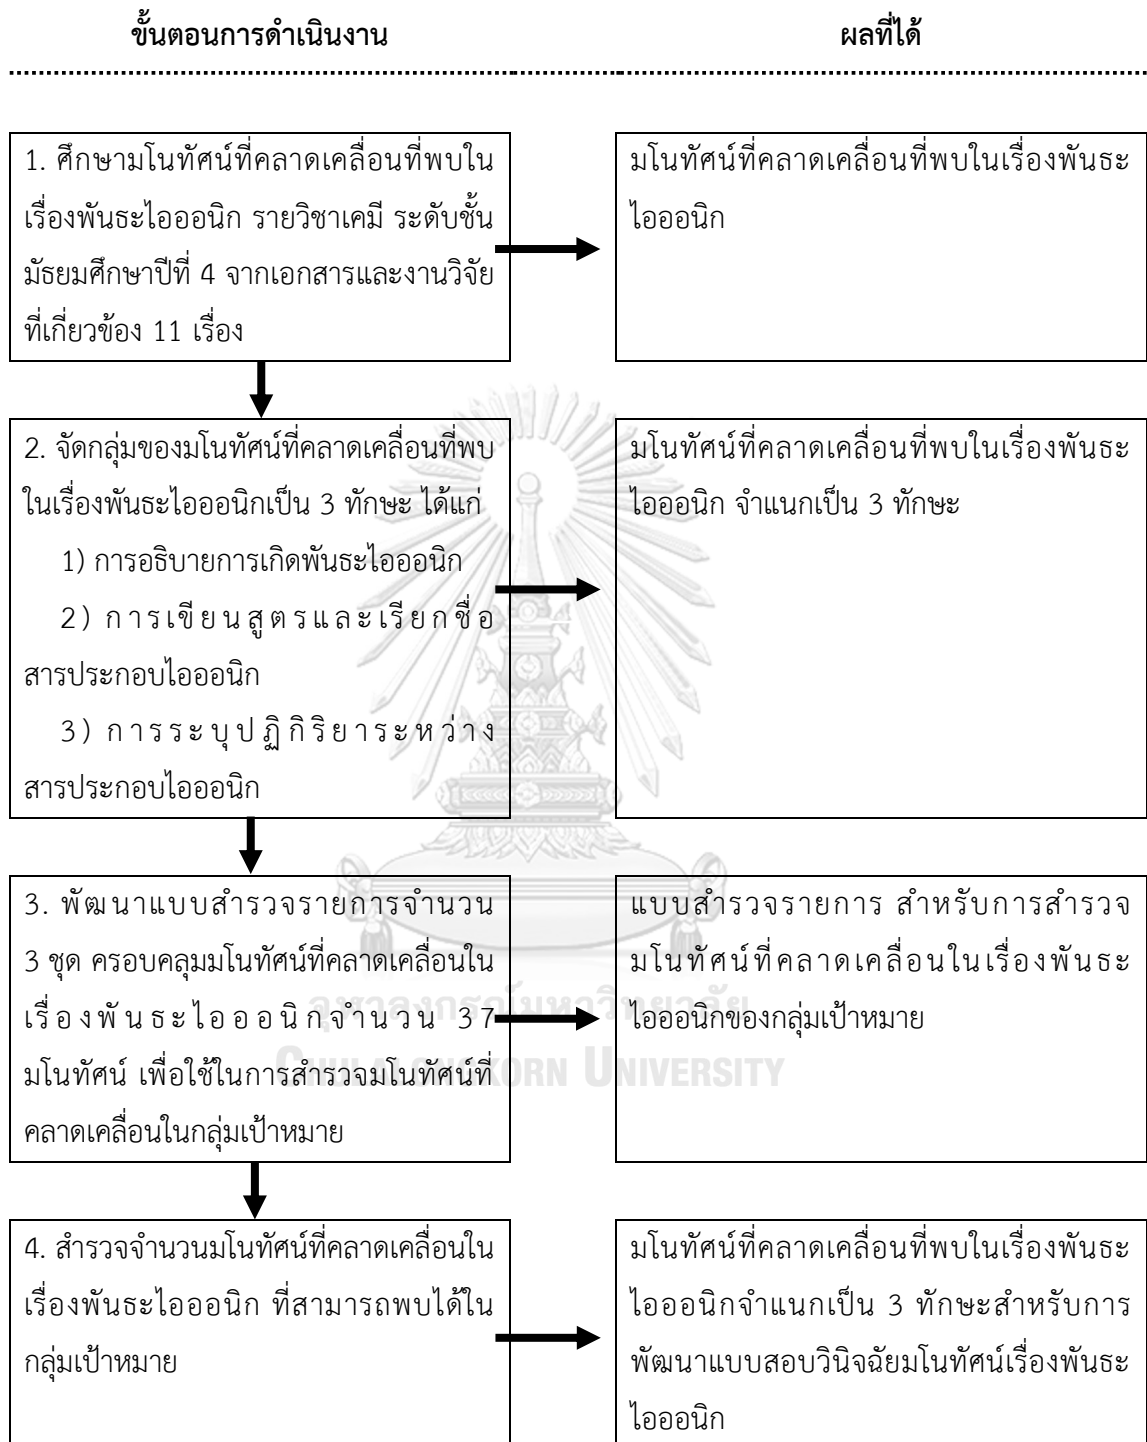 ขั้นตอนการดำเนินงาน
ผลที่ได้
1. ศึกษามโนทัศน์ที่คลาดเคลื่อนที่พบใน
เรื่องพันธะไอออนิก รายวิชาเคมี ระดับชั้น
มัธยมศึกษาปีที่ 4 จากเอกสารและงานวิจัย
ที่เกี่ยวข้อง 11 เรื่อง
มโนทัศน์ที่คลาดเคลื่อนที่พบในเรื่องพันธะ
ไอออนิก
2. จัดกลุ่มของมโนทัศน์ที่คลาดเคลื่อนที่พบ
ในเรื่องพันธะไอออนิกเป็น 3 ทักษะ ได้แก่
1) การอธิบายการเกิดพันธะไอออนิก
2) การเขียนสูตรและเรียกชื่อ
สารประกอบไอออนิก
3) การระบุปฏิกิริยาระหว่าง
สารประกอบไอออนิก
มโนทัศน์ที่คลาดเคลื่อนที่พบในเรื่องพันธะ
ไอออนิก จำแนกเป็น 3 ทักษะ
3. พัฒนาแบบสำรวจรายการจำนวน
3 ชุด ครอบคลุมมโนทัศน์ที่คลาดเคลื่อนใน
เรื่องพันธะไอออนิกจำนวน 37
มโนทัศน์ เพื่อใช้ในการสำรวจมโนทัศน์ที่
คลาดเคลื่อนในกลุ่มเป้าหมาย
แบบสำรวจรายการ สำหรับการสำรวจ
มโนทัศน์ที่คลาดเคลื่อนในเรื่องพันธะ
ไอออนิกของกลุ่มเป้าหมาย
จุฬาลงกรณ์มหาวิทยาลัย
CHULALONGKORN UNIVERSITY
4. สำรวจจำนวนมโนทัศน์ที่คลาดเคลื่อนใน
เรื่องพันธะไอออนิก ที่สามารถพบได้ใน
กลุ่มเป้าหมาย
มโนทัศน์ที่คลาดเคลื่อนที่พบในเรื่องพันธะ
ไอออนิกจำแนกเป็น 3 ทักษะสำหรับการ
พัฒนาแบบสอบวินิจฉัยมโนทัศน์เรื่องพันธะ
ไอออนิก